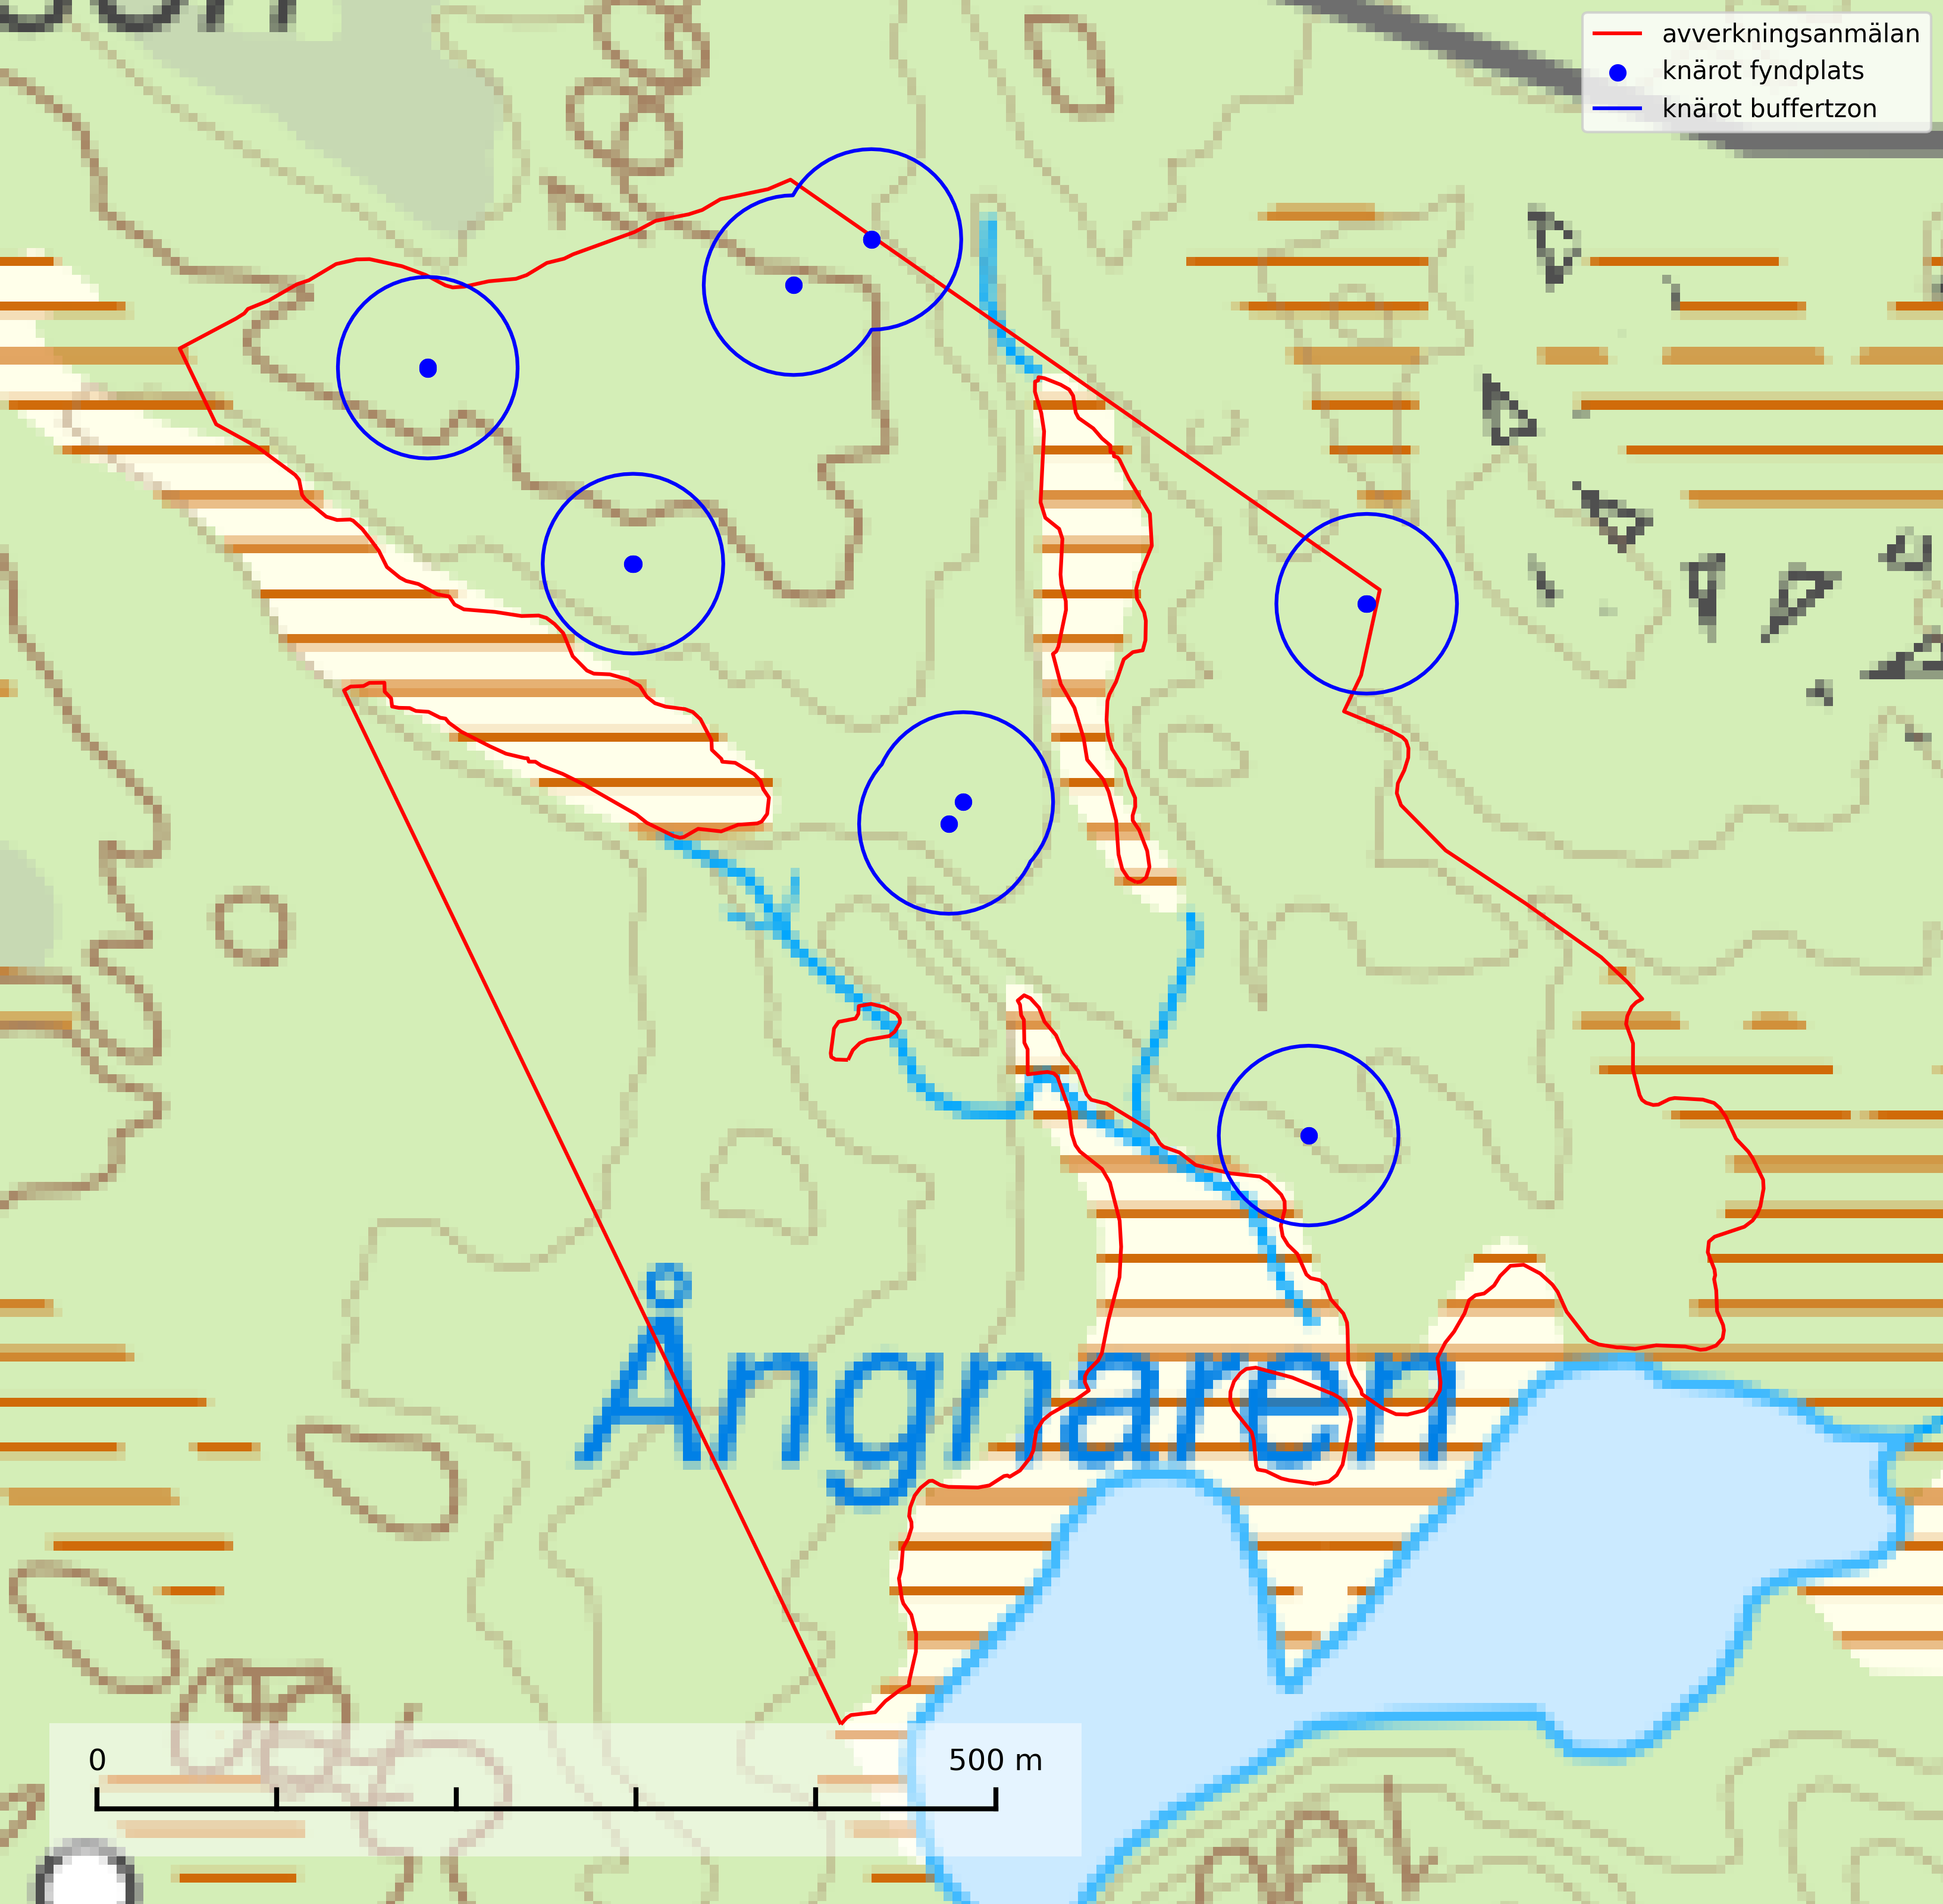 avverkningsanmälan
knärot fyndplats
knärot buffertzon
Ångnaren
0 500 m